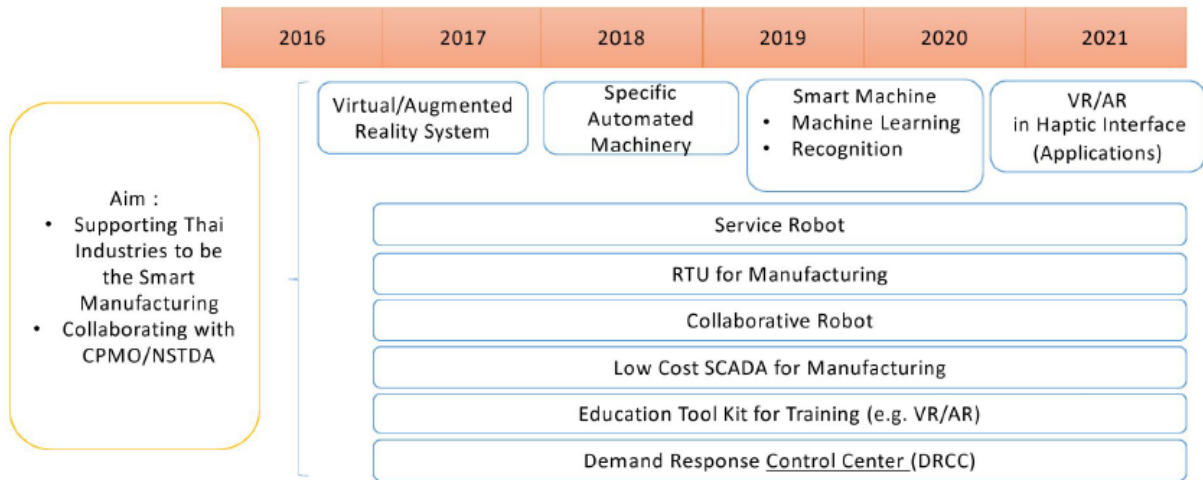 2016 2017 2018 2019 2020 2021
Aim :
• Supporting Thai
Industries to be
the Smart
Manufacturing
• Collaborating with
CPMO/NSTDA
Virtual/Augmented
Reality System
Specific
Automated
Machinery
Smart Machine
• Machine Learning
• Recognition
VR/AR
in Haptic Interface
(Applications)
Service Robot
RTU for Manufacturing
Collaborative Robot
Low Cost SCADA for Manufacturing
Education Tool Kit for Training (e.g. VR/AR)
Demand Response Control Center (DRCC)